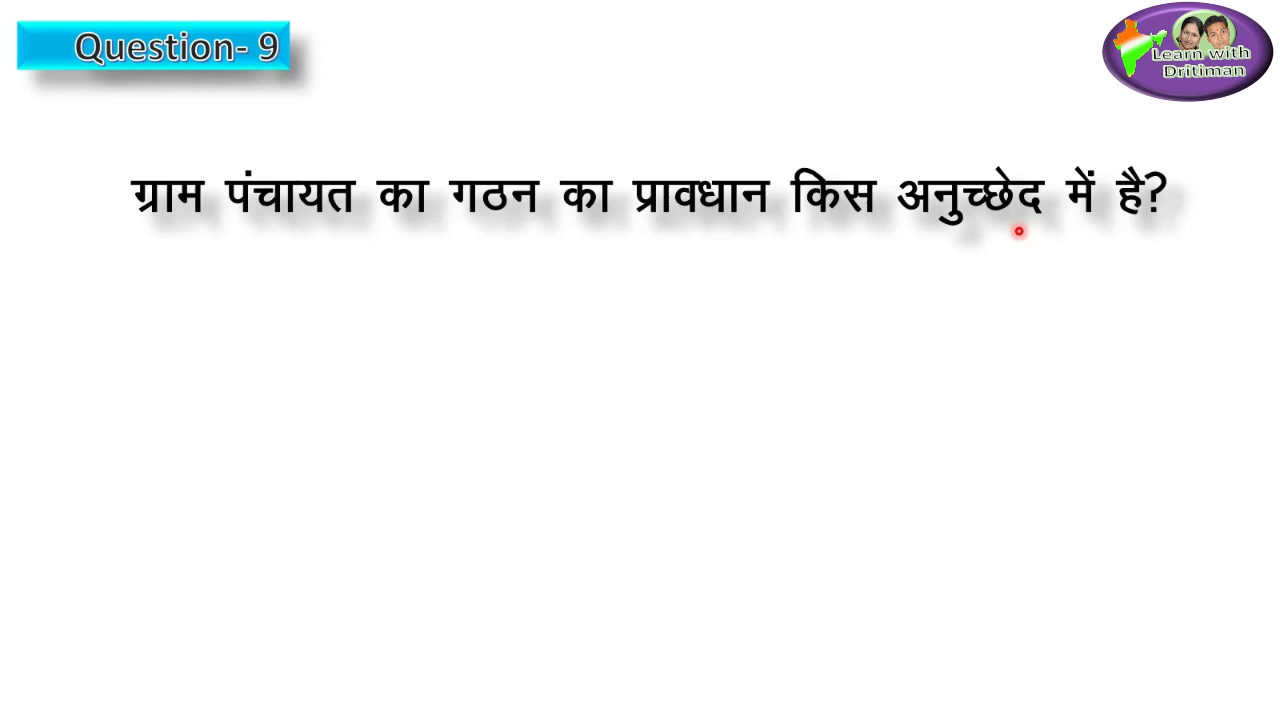 Question- 9
Learn with
Dritiman
ग्राम पंचायत का गठन का प्रावधान किस अनुच्छेद में है?